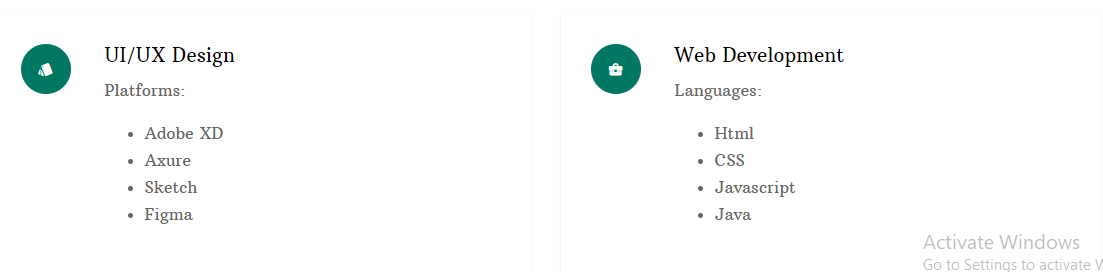 UI/UX Design
Platforms:
Adobe XD
Axure
Sketch
Figma
Web Development
Languages:
Html
CSS
Javascript
Java
Activate Windows
Go to Settings to activate